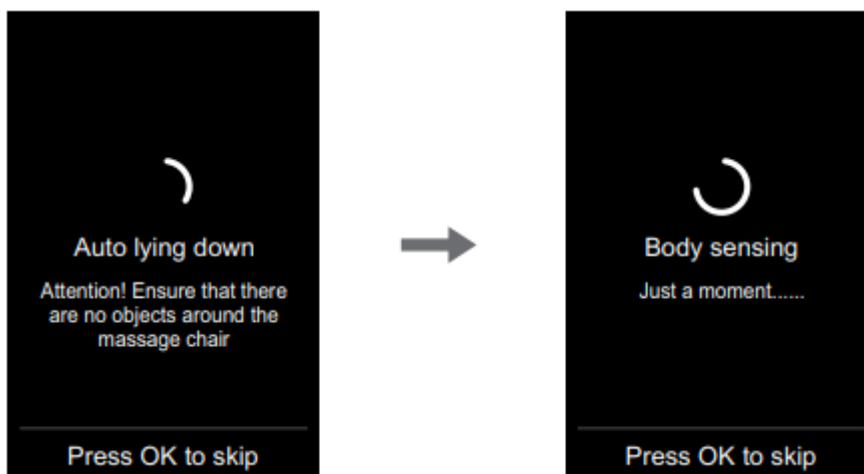 Auto lying down
Attention! Ensure that there
are no objects around the
massage chair
Press OK to skip
Body sensing
Just a moment......
Press OK to skip